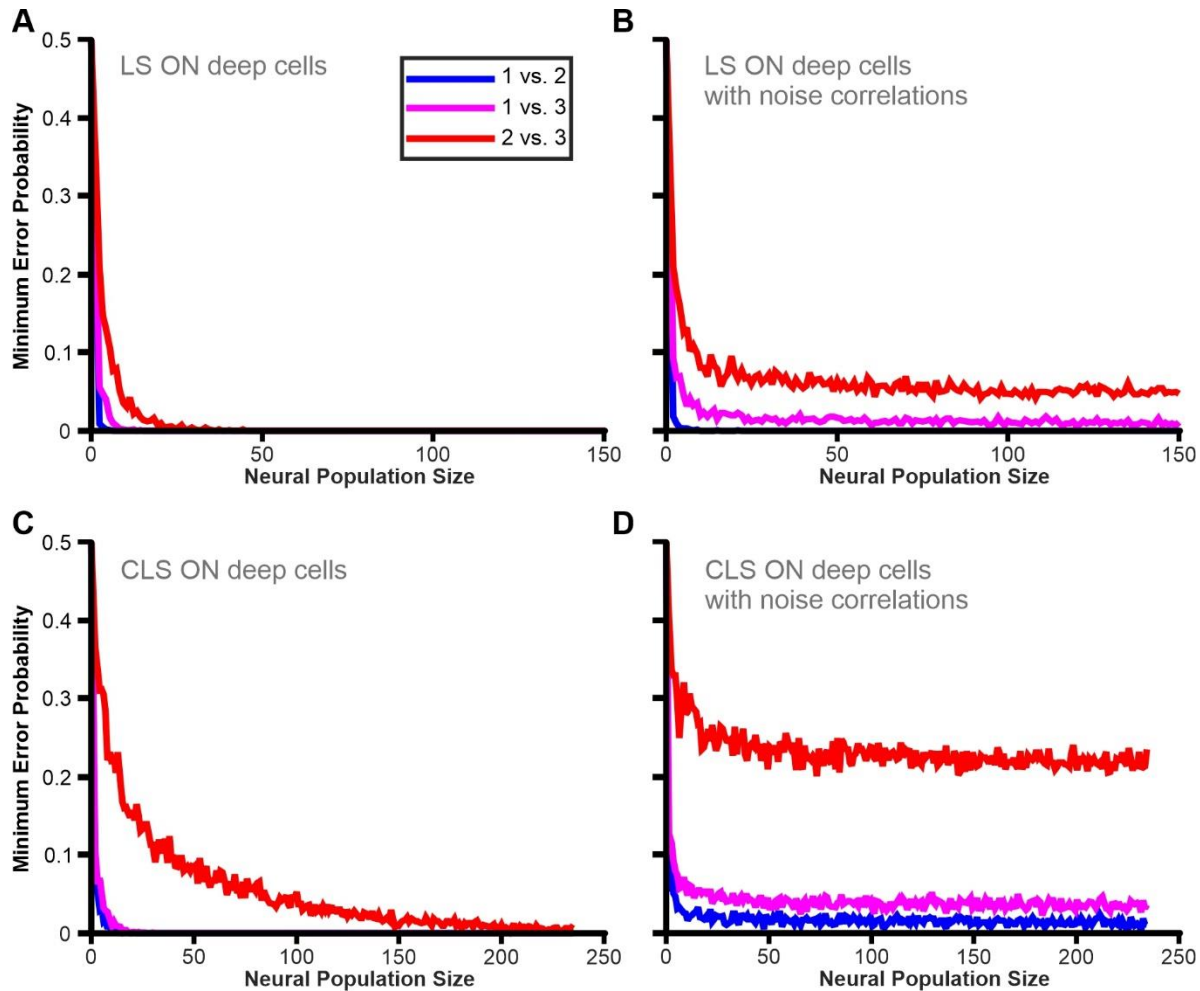 A
B
0.5
0.4
0.3
0.2
0.1
0
Minimum Error Probability
LS ON deep cells
1 vs. 2
1 vs. 3
2 vs. 3
0
50
100
150
Neural Population Size
LS ON deep cells
with noise correlations
0
50
100
150
Neural Population Size
C
D
0.5
0.4
0.3
0.2
0.1
0
Minimum Error Probability
CLS ON deep cells
0
50
100
150
200
250
Neural Population Size
CLS ON deep cells
with noise correlations
0
50
100
150
200
250
Neural Population Size